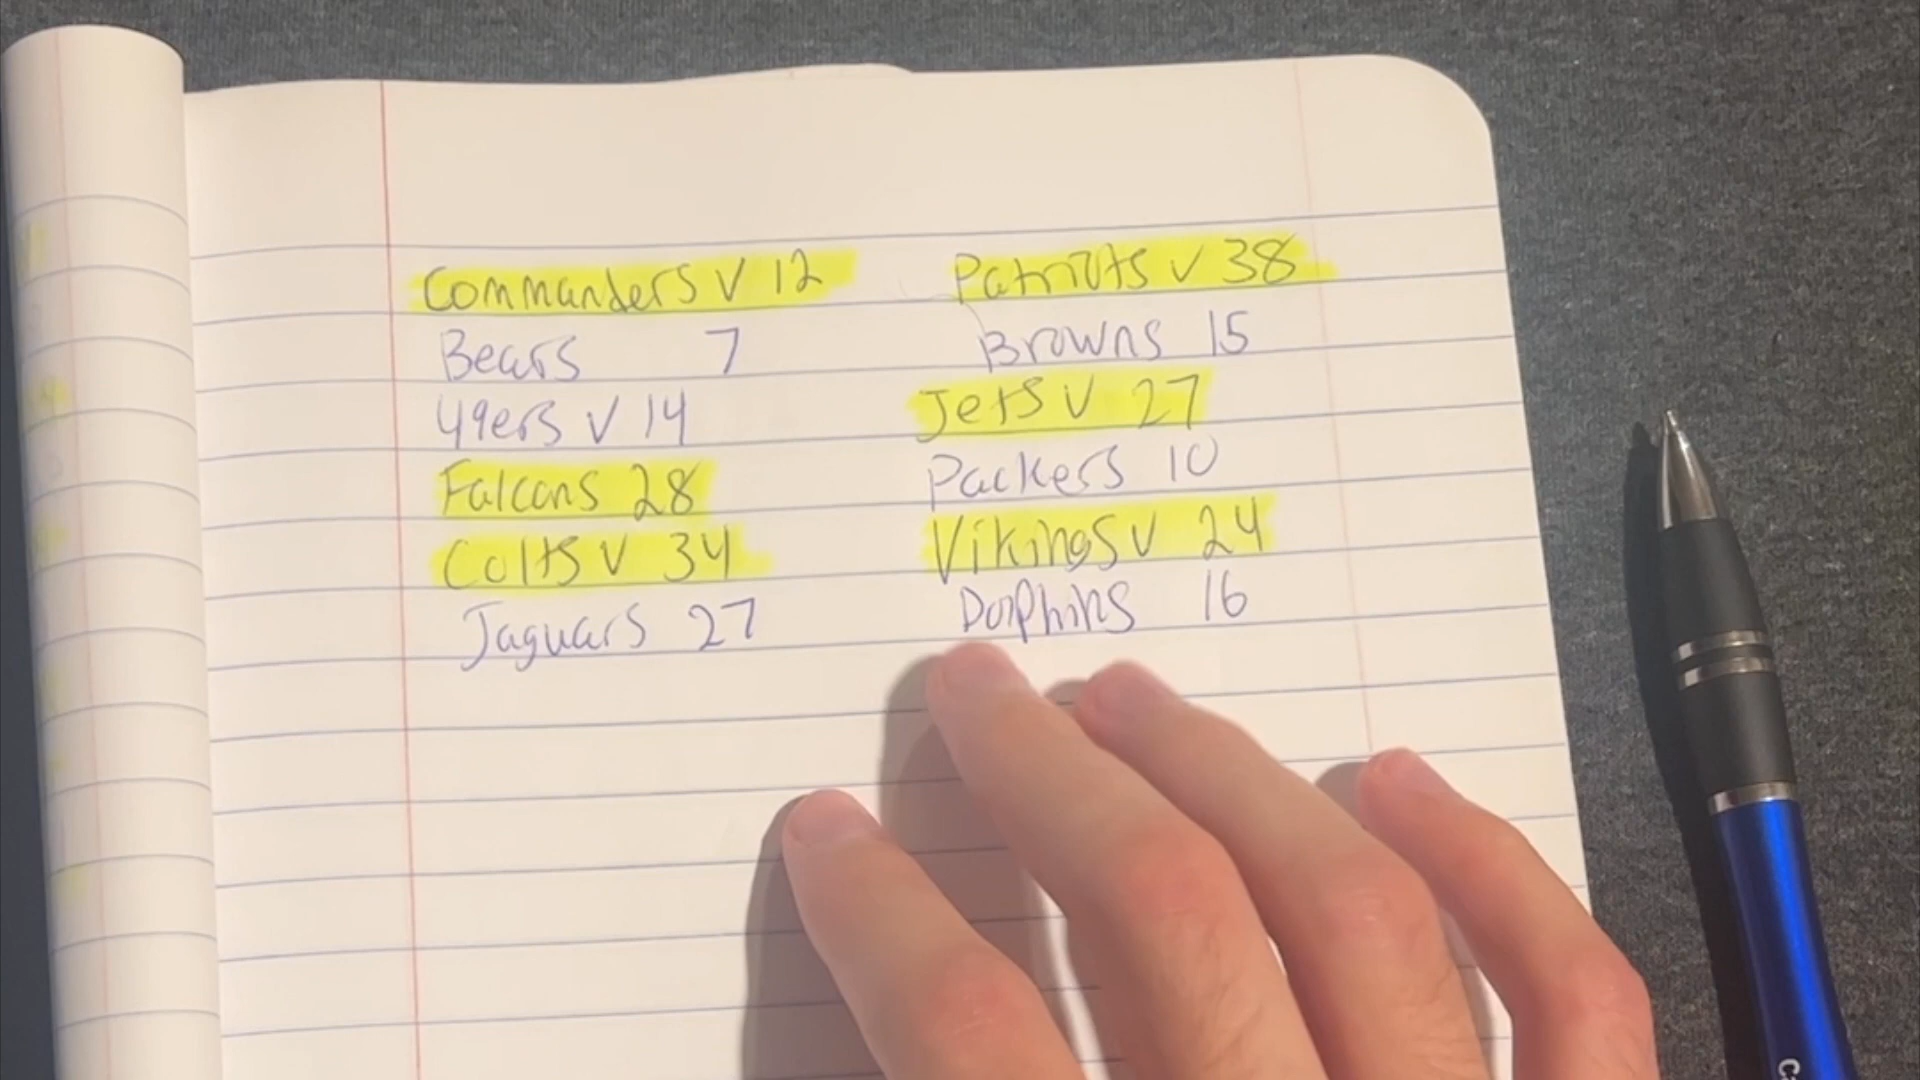 Commanders v 12
Bears 7
49ers v 14
Falcons 28
Colts v 34
Jaguars 27
Patriots v 38
Browns 15
Jets v 27
Packers 10
Vikings v 24
Dolphins 16